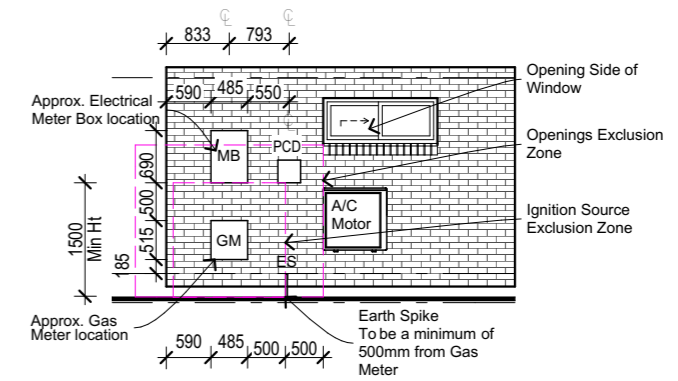 ℄ ℄
833 793
590 485 550
℄
Approx. Electrical
Meter Box location
Opening Side of
Window
MB
PCD
Openings Exclusion
Zone
690
500
515
185
1500
Min Ht
A/C
Motor
GM
ES
Ignition Source
Exclusion Zone
Approx. Gas
Meter location
Earth Spike
To be a minimum of
500mm from Gas
Meter
590 485 500 500